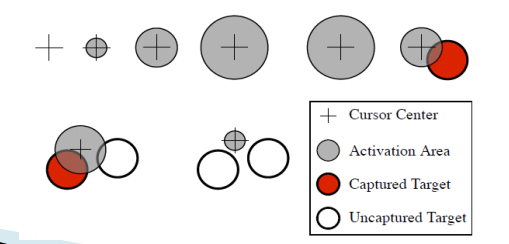 Cursor Center
Activation Area
Captured Target
Uncaptured Target